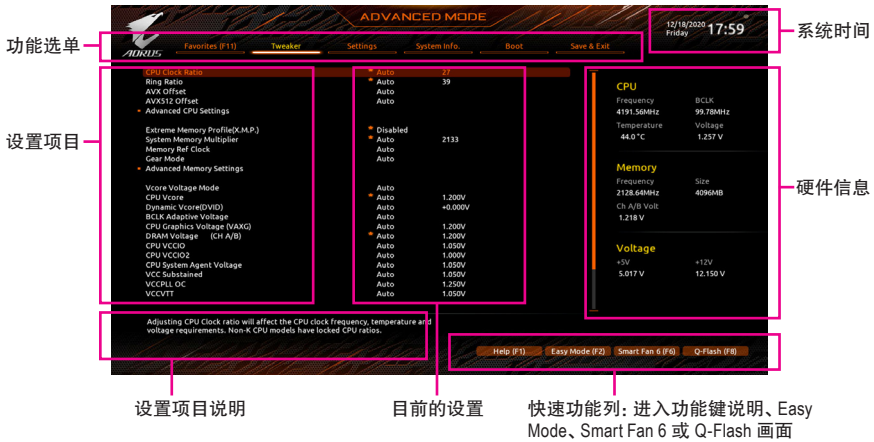 ADVANCED MODE
12/18/2020
Friday
17:59
系统时间
功能选单
AORUS
Favorites (F11) Tweaker Settings System Info. Boot Save & Exit
CPU Clock Ratio * Auto 27
Ring Ratio * Auto 39
AVX Offset Auto
AVX512 Offset Auto
Advanced CPU Settings
Extreme Memory Profile(X.M.P.) * Disabled
System Memory Multiplier * Auto 2133
Memory Ref Clock Auto
Gear Mode Auto
Advanced Memory Settings
Vcore Voltage Mode Auto
CPU Vcore * Auto 1.200V
Dynamic Vcore(DVID) Auto +0.000V
BCLK Adaptive Voltage Auto
CPU Graphics Voltage (VAXG) Auto 1.200V
DRAM Voltage (CH A/B) * Auto 1.200V
CPU VCCIO Auto 1.050V
CPU VCCIO2 Auto 1.000V
CPU System Agent Voltage Auto 1.050V
VCC Substained Auto 1.050V
VCCPLL OC Auto 1.250V
VCCVTT Auto 1.050V
设置项目
CPU
Frequency BCLK
4191.56MHz 99.78MHz
Temperature Voltage
44.0 °C 1.257 V
Memory
Frequency Size
2128.64MHz 4096MB
Ch A/B Volt
1.218 V
Voltage
+5V +12V
5.017 V 12.150 V
硬件信息
Adjusting CPU Clock ratio will affect the CPU clock frequency, temperature and
voltage requirements. Non-K CPU models have locked CPU ratios.
Help (F1) Easy Mode (F2) Smart Fan 6 (F6) Q-Flash (F8)
设置项目说明
目前的设置
快速功能列: 进入功能键说明、Easy
Mode、Smart Fan 6 或 Q-Flash 画面